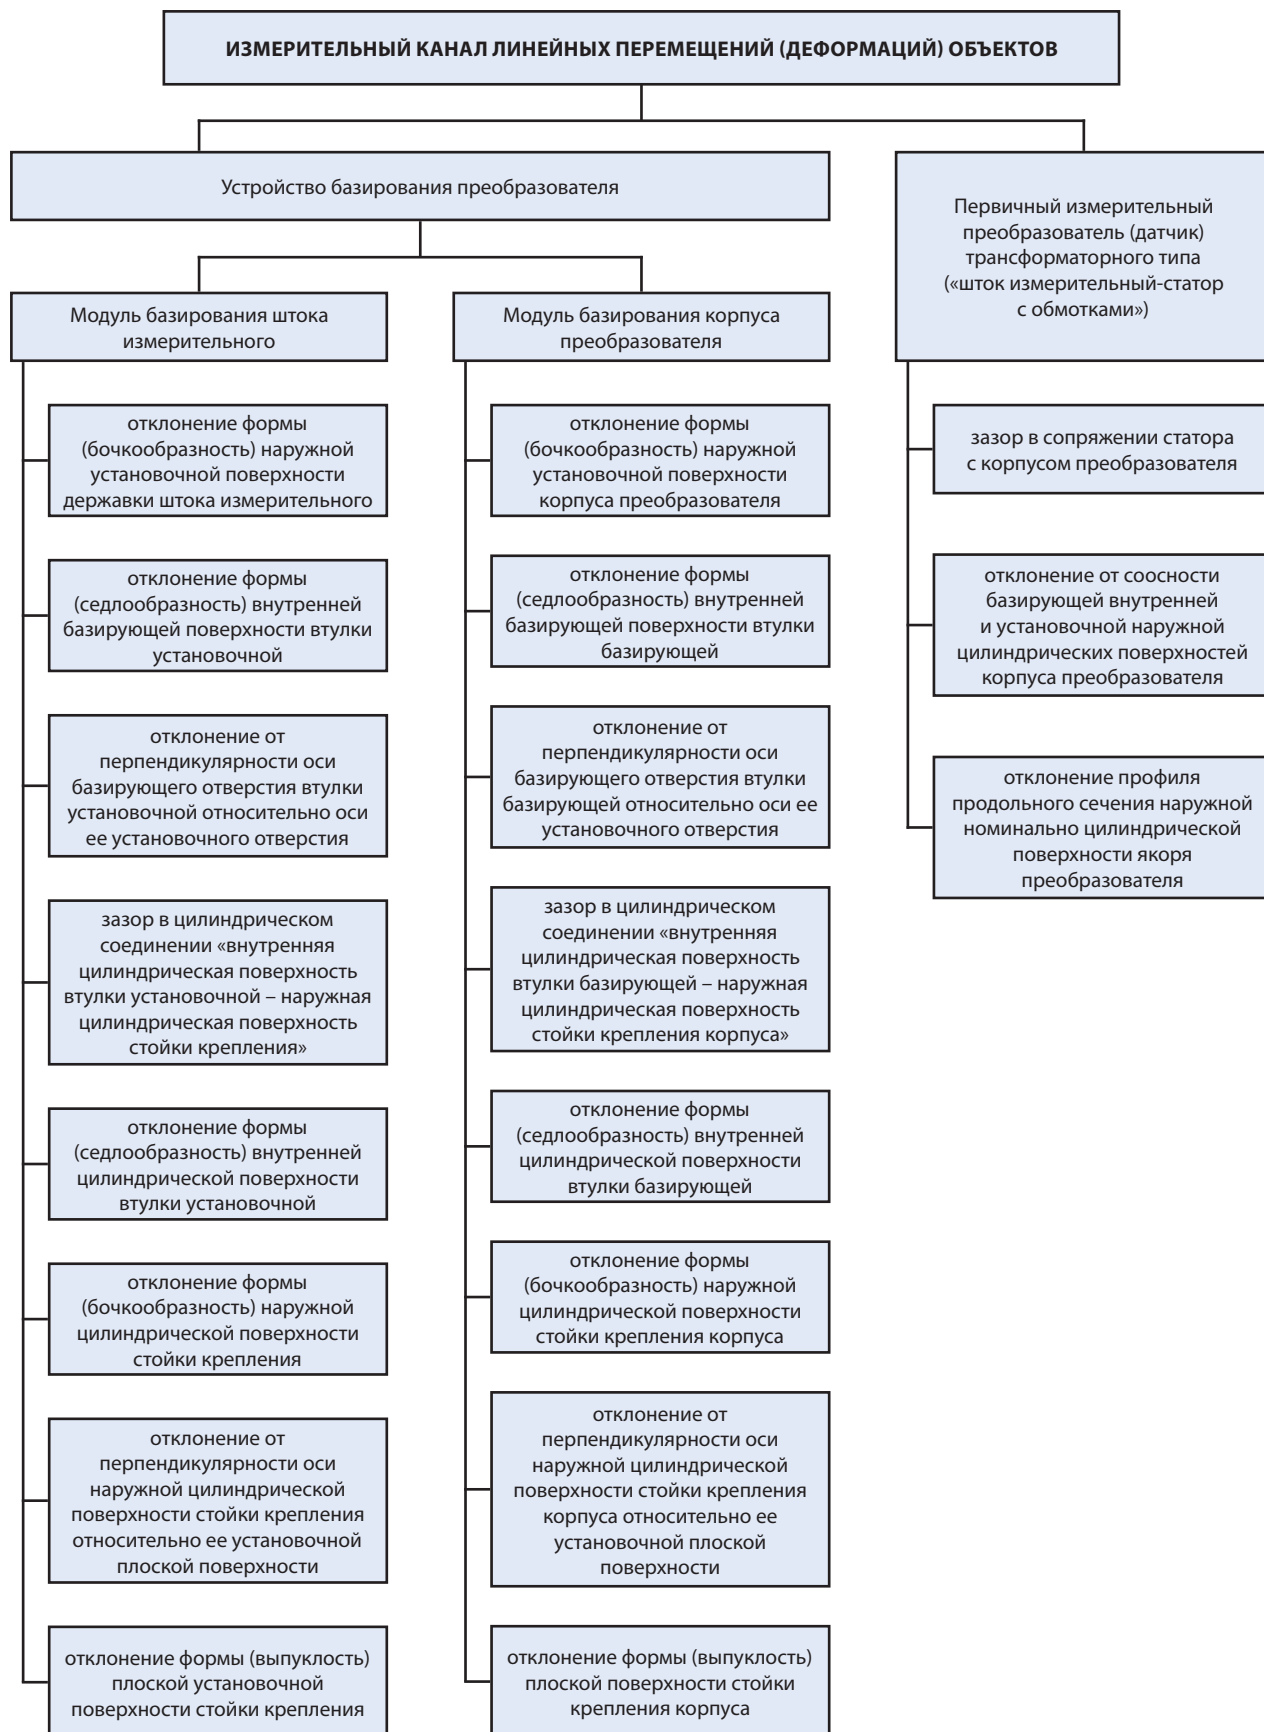 ИЗМЕРИТЕЛЬНЫЙ КАНАЛ ЛИНЕЙНЫХ ПЕРЕМЕЩЕНИЙ (ДЕФОРМАЦИЙ) ОБЪЕКТОВ
Устройство базирования преобразователя
Модуль базирования штока
измерительного
отклонение формы
(бочкообразность) наружной
установочной поверхности
державки штока измерительного
отклонение формы
(седлообразность) внутренней
базирующей поверхности втулки
установочной
отклонение от
перпендикулярности оси
базирующего отверстия втулки
установочной относительно оси
ее установочного отверстия
зазор в цилиндрическом
соединении «внутренняя
цилиндрическая поверхность
втулки установочной – наружная
цилиндрическая поверхность
стойки крепления»
отклонение формы
(седлообразность) внутренней
цилиндрической поверхности
втулки установочной
отклонение формы
(бочкообразность) наружной
цилиндрической поверхности
стойки крепления
отклонение от
перпендикулярности оси
наружной цилиндрической
поверхности стойки крепления
относительно ее установочной
плоской поверхности
отклонение формы (выпуклость)
плоской установочной
поверхности стойки крепления
Модуль базирования корпуса
преобразователя
отклонение формы
(бочкообразность) наружной
установочной поверхности
корпуса преобразователя
отклонение формы
(седлообразность) внутренней
базирующей поверхности втулки
базирующей
отклонение от
перпендикулярности оси
базирующего отверстия втулки
базирующей относительно оси ее
установочного отверстия
зазор в цилиндрическом
соединении «внутренняя
цилиндрическая поверхность
втулки базирующей – наружная
цилиндрическая поверхность
стойки крепления корпуса»
отклонение формы
(седлообразность) внутренней
цилиндрической поверхности
втулки базирующей
отклонение формы
(бочкообразность) наружной
цилиндрической поверхности
стойки крепления корпуса
отклонение от
перпендикулярности оси
наружной цилиндрической
поверхности стойки крепления
корпуса относительно ее
установочной плоской
поверхности
отклонение формы (выпуклость)
плоской поверхности стойки
крепления корпуса
Первичный измерительный
преобразователь (датчик)
трансформаторного типа
(«шток измерительный-статор
с обмотками»)
зазор в сопряжении статора
с корпусом преобразователя
отклонение от соосности
базирующей внутренней
и установочной наружной
цилиндрических поверхностей
корпуса преобразователя
отклонение профиля
продольного сечения наружной
номинально цилиндрической
поверхности якоря
преобразователя